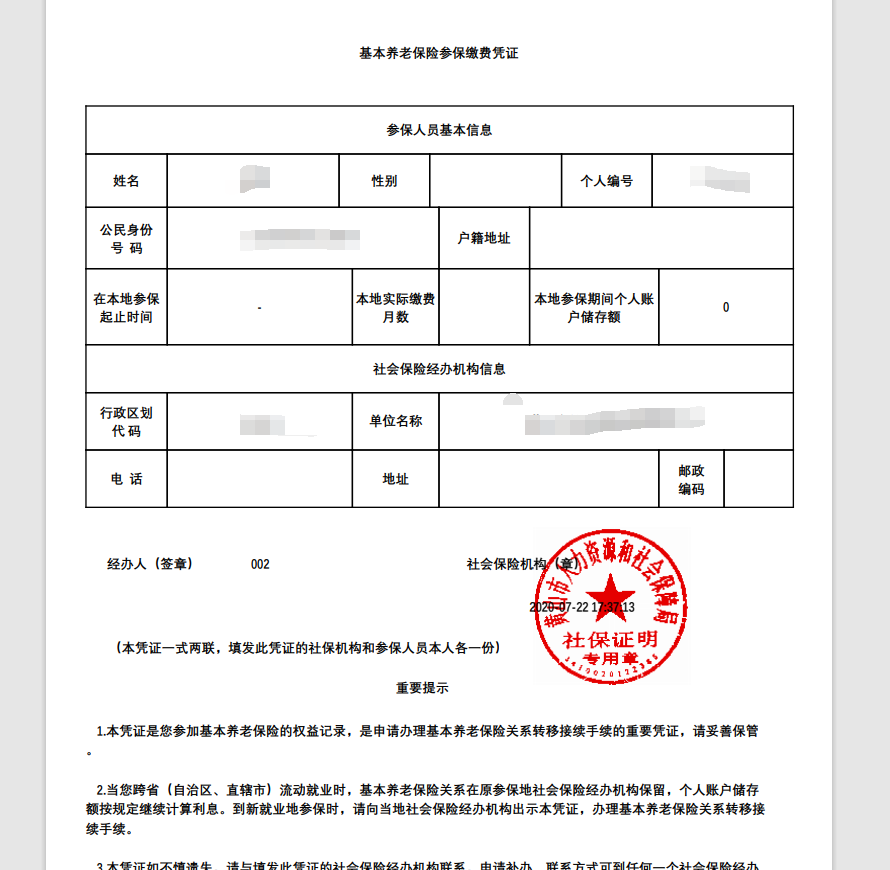 基本养老保险参保缴费凭证
参保人员基本信息
姓名 性别 个人编号
公民身份
号 码
户籍地址
在本地参保
起止时间
-
本地实际缴费
月数
本地参保期间个人账
户储存额
0
社会保险经办机构信息
行政区划
代 码
单位名称
电 话
地址
邮政
编码
经办人（签章） 002
社会保险机构（章）
黄山市人力资源和社会保障局
2020-07-22 17:37:13
社保证明
专用章
（本凭证一式两联，填发此凭证的社保机构和参保人员本人各一份）
重要提示
1.本凭证是您参加基本养老保险的权益记录，是申请办理基本养老保险关系转移接续手续的重要凭证，请妥善保管
。
2.当您跨省（自治区、直辖市）流动就业时，基本养老保险关系在原参保地社会保险经办机构保留，个人账户储存
额按规定继续计算利息。到新就业地参保时，请向当地社会保险经办机构出示本凭证，办理基本养老保险关系转移接
续手续。
3.本凭证如不慎遗失，请与填发此凭证的社会保险经办机构联系，申请补办，联系方式可到任何一个社会保险经办